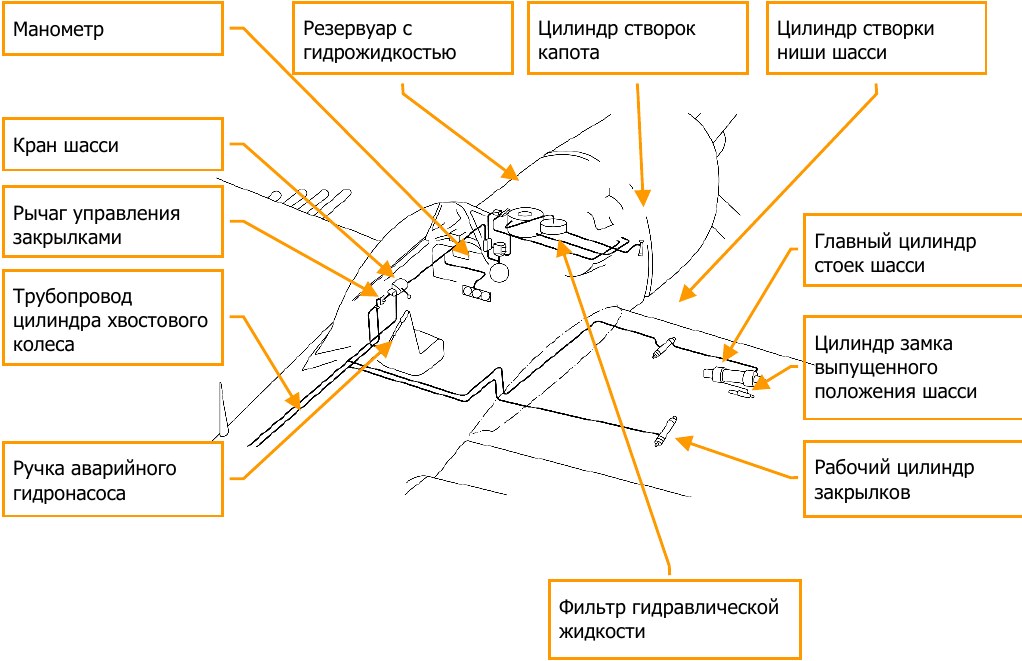 Манометр
Резервуар с
гидрожидкостью
Цилиндр створок
капота
Цилиндр створки
ниши шасси
Кран шасси
Рычаг управления
закрылками
Трубопровод
цилиндра хвостового
колеса
Ручка аварийного
гидронасоса
Главный цилиндр
стоек шасси
Цилиндр замка
выпущенного
положения шасси
Рабочий цилиндр
закрылков
Фильтр гидравлической
жидкости